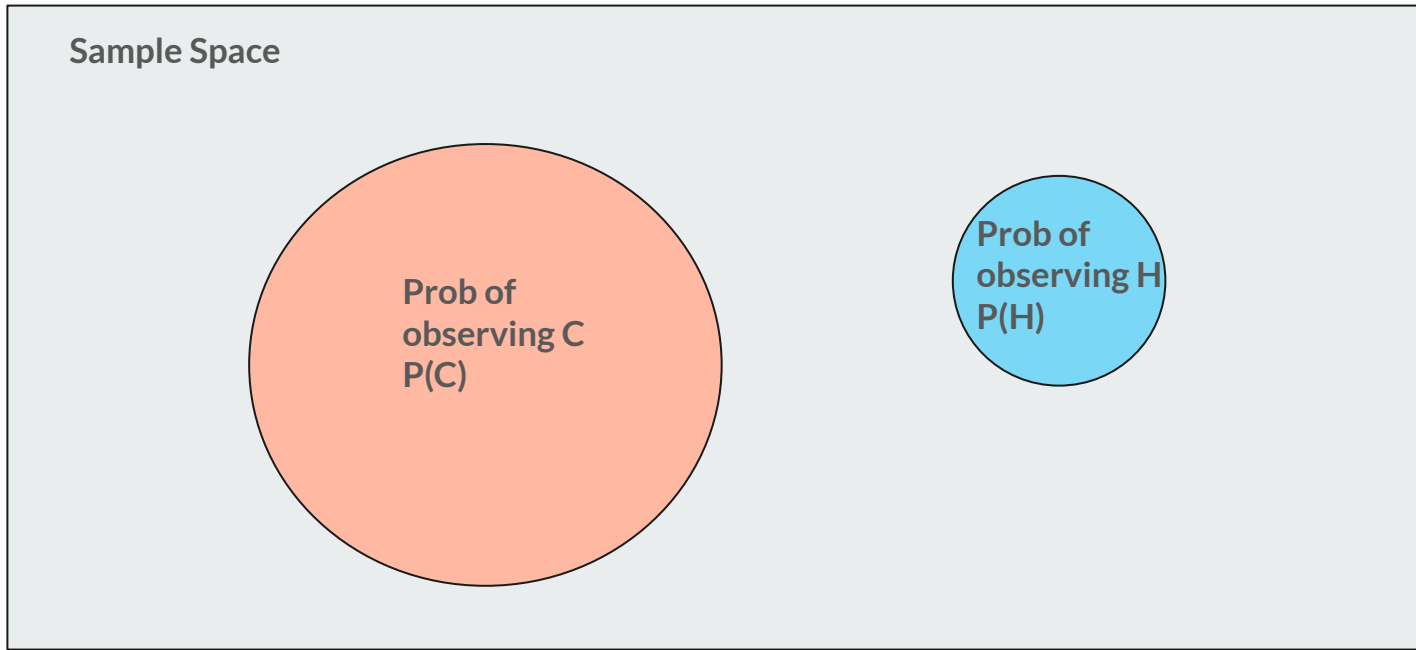 Sample Space
Prob of
observing C
P(C)
Prob of
observing H
P(H)